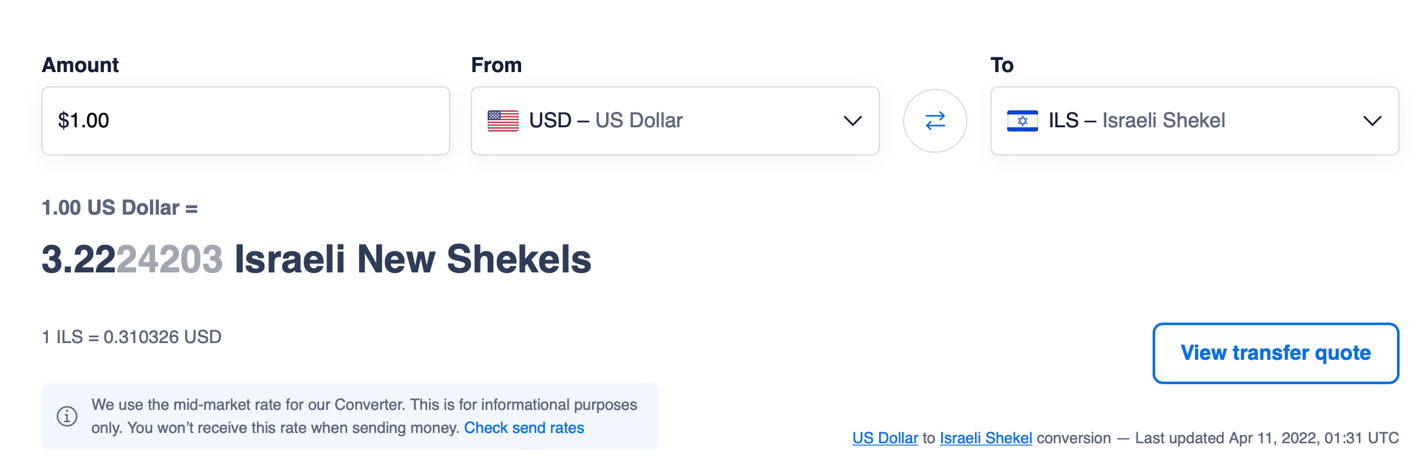 Amount
From
To
$1.00
USD – US Dollar
ILS – Israeli Shekel
1.00 US Dollar =
3.2224203 Israeli New Shekels
1 ILS = 0.310326 USD
View transfer quote
We use the mid-market rate for our Converter. This is for informational purposes
only. You won’t receive this rate when sending money. Check send rates
US Dollar to Israeli Shekel conversion — Last updated Apr 11, 2022, 01:31 UTC